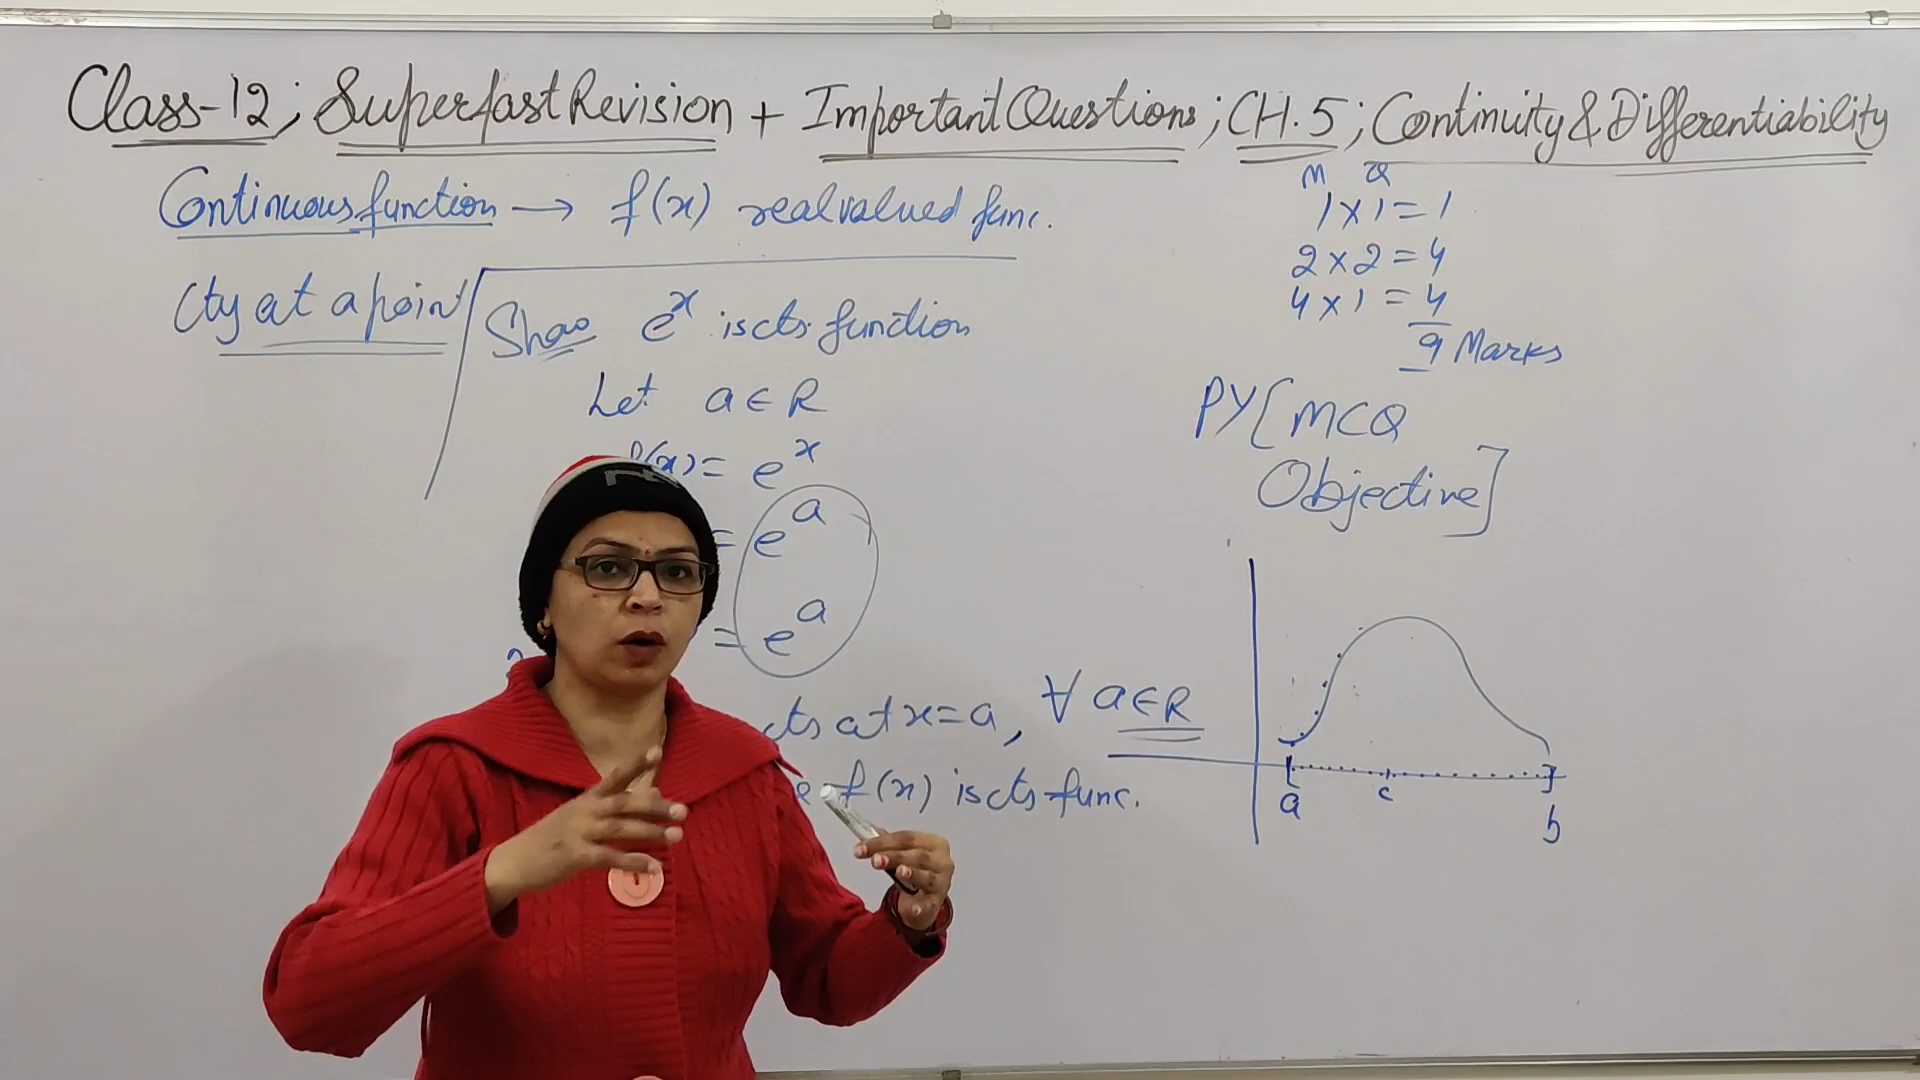 Class-12; Superfast Revision + Important Questions; CH.5; Continuity & Differentiability
Continuous function → f(x) real valued func.
Cty at a point
Show e^x is cts. function
Let a ∈ R
f(x) = e^x
= e^a
= e^a
cts at x=a, ∀ a∈R
f(x) is cts func.
M Q
1×1=1
2×2=4
4×1=4
9 Marks
PY[MCQ
Objective]
a c b